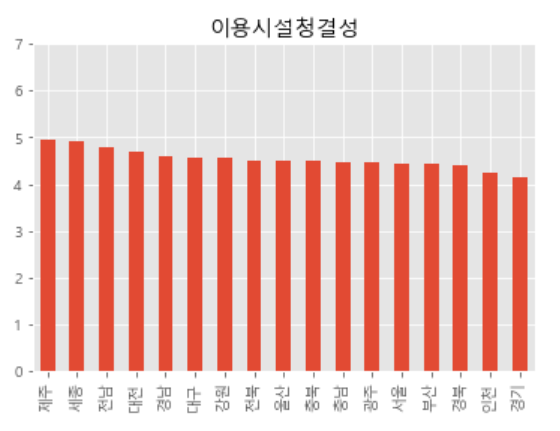 이용시설청결성
7
6
5
4
3
2
1
0
제주
세종
전남
대전
경남
대구
강원
전북
울산
충북
충남
광주
서울
부산
경북
인천
경기